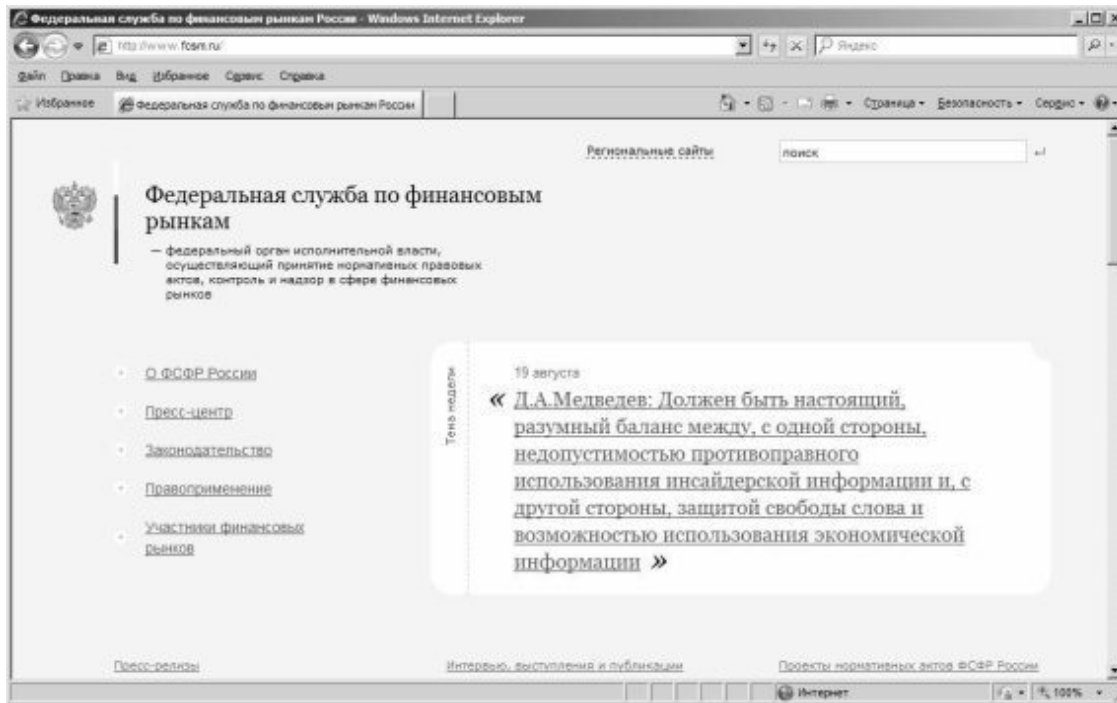 Федеральная служба по финансовым рынкам России - Windows Internet Explorer
http://www.fcsm.ru/
Яндекс
Файл Правка Вид Избранное Сервис Справка
Избранное
Федеральная служба по финансовым рынкам России
Страница
Безопасность
Сервис
Региональные сайты
поиск
Федеральная служба по финансовым
рынкам
— федеральный орган исполнительной власти,
осуществляющий принятие нормативных правовых
актов, контроль и надзор в сфере финансовых
рынков
О ФСФР России
Пресс-центр
Законодательство
Правоприменение
Участники финансовых
рынков
Тема недели
19 августа
« Д.А.Медведев: Должен быть настоящий,
разумный баланс между, с одной стороны,
недопустимостью противоправного
использования инсайдерской информации и, с
другой стороны, защитой свободы слова и
возможностью использования экономической
информации »
Пресс-релизы
Интервью, выступления и публикации
Проекты нормативных актов ФСФР России
Интернет
100%